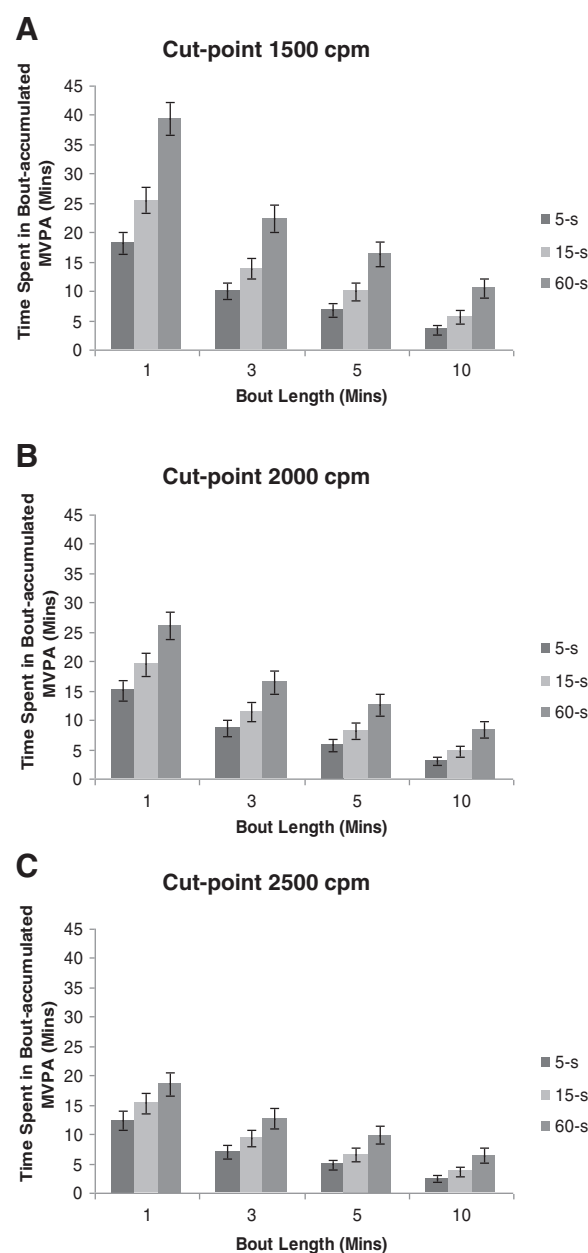 A
Cut-point 1500 cpm
Time Spent in Bout-accumulated
MVPA (Mins)
45
40
35
30
25
20
15
10
5
0
1 3 5 10
Bout Length (Mins)
5-s
15-s
60-s
B
Cut-point 2000 cpm
Time Spent in Bout-accumulated
MVPA (Mins)
45
40
35
30
25
20
15
10
5
0
1 3 5 10
Bout Length (Mins)
5-s
15-s
60-s
C
Cut-point 2500 cpm
Time Spent in Bout-accumulated
MVPA (Mins)
45
40
35
30
25
20
15
10
5
0
1 3 5 10
Bout Length (Mins)
5-s
15-s
60-s